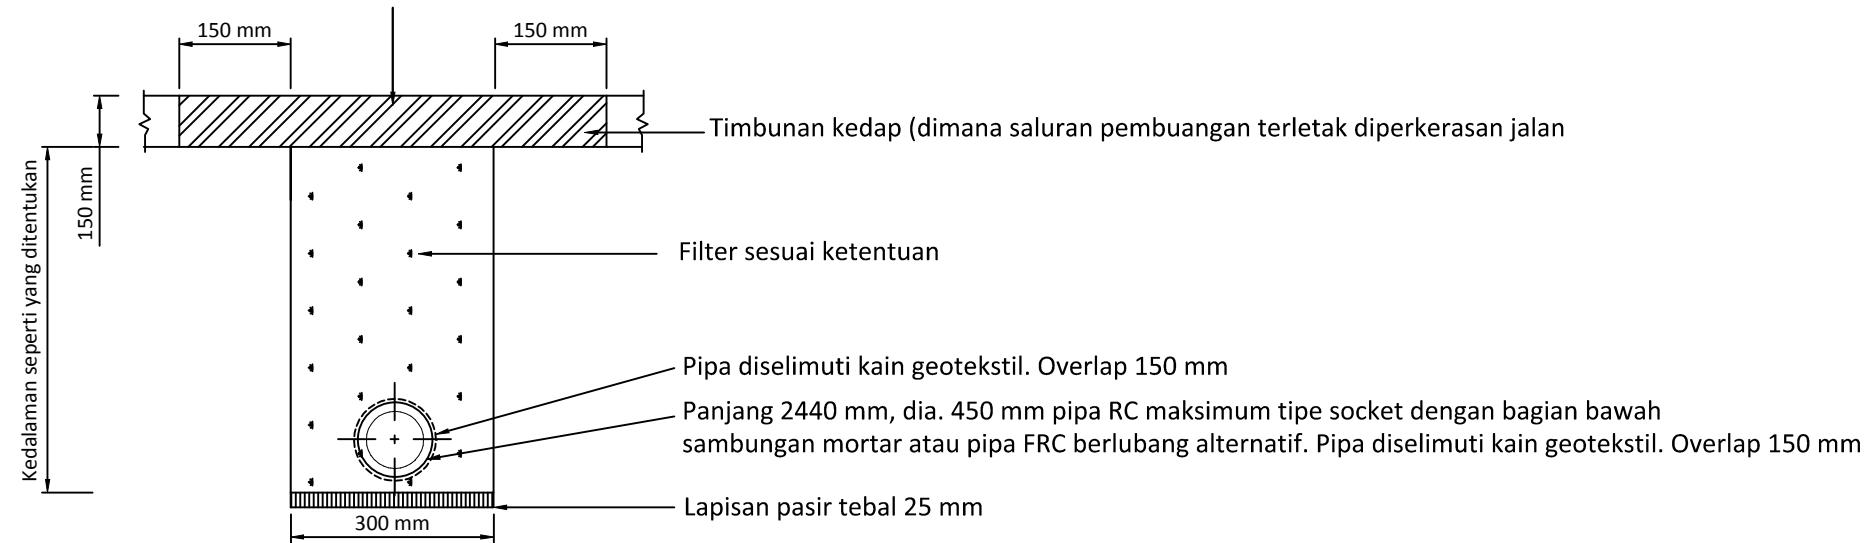 150 mm
150 mm
Timbunan kedap (dimana saluran pembuangan terletak diperkerasan jalan
Kedalaman seperti yang ditentukan
150 mm
Filter sesuai ketentuan
Pipa diselimuti kain geotekstil. Overlap 150 mm
Panjang 2440 mm, dia. 450 mm pipa RC maksimum tipe socket dengan bagian bawah
sambungan mortar atau pipa FRC berlubang alternatif. Pipa diselimuti kain geotekstil. Overlap 150 mm
Lapisan pasir tebal 25 mm
300 mm